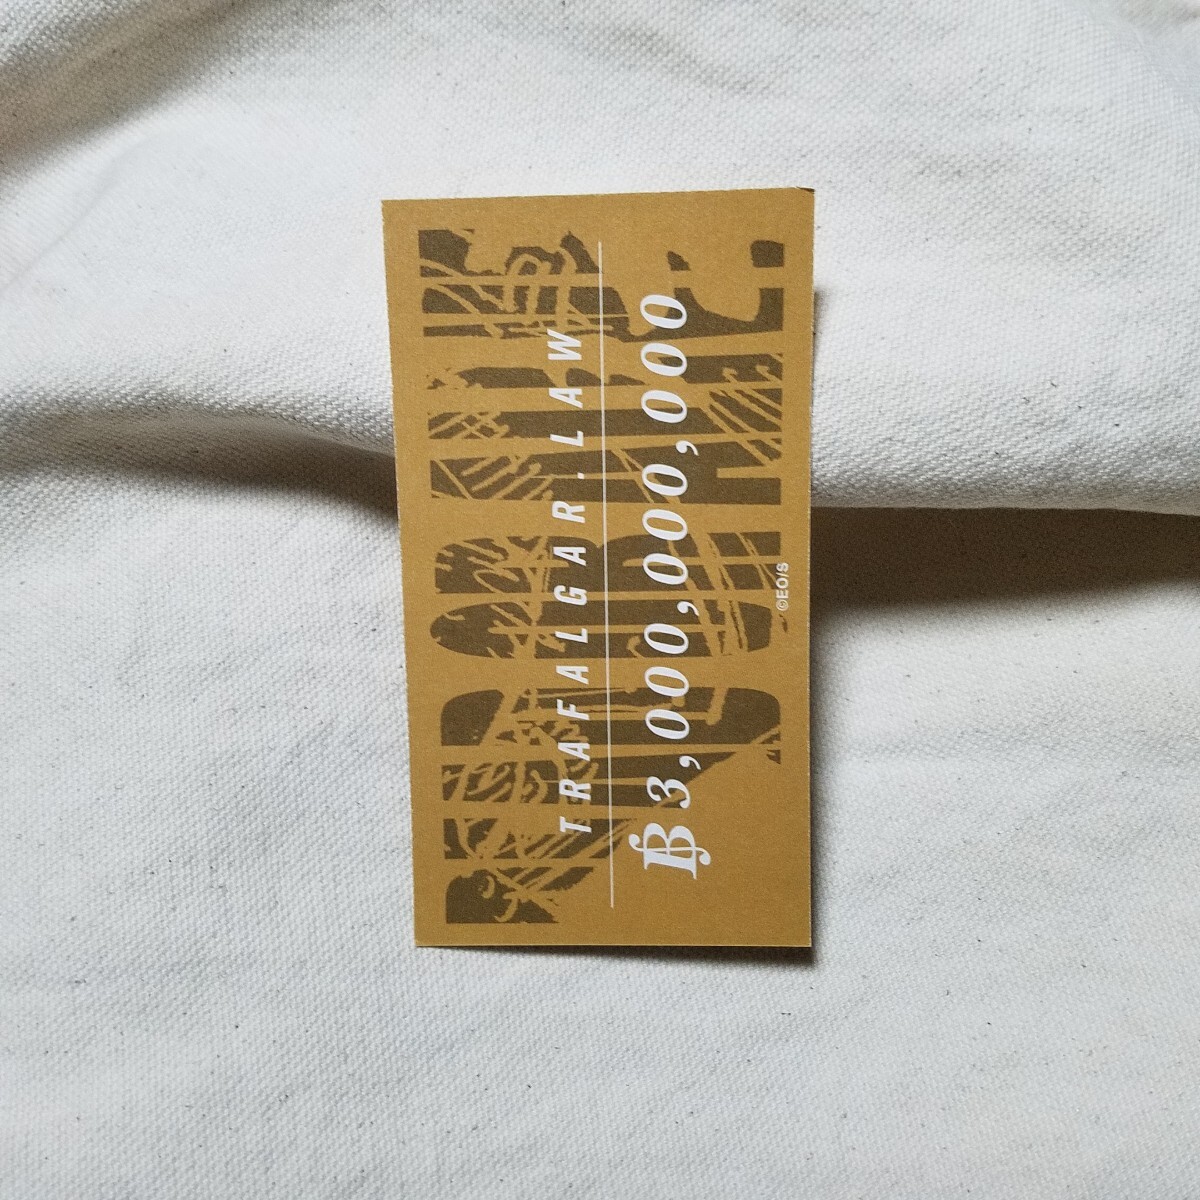 TRAFALGAR.LAW
฿3,000,000,000
©EO/S